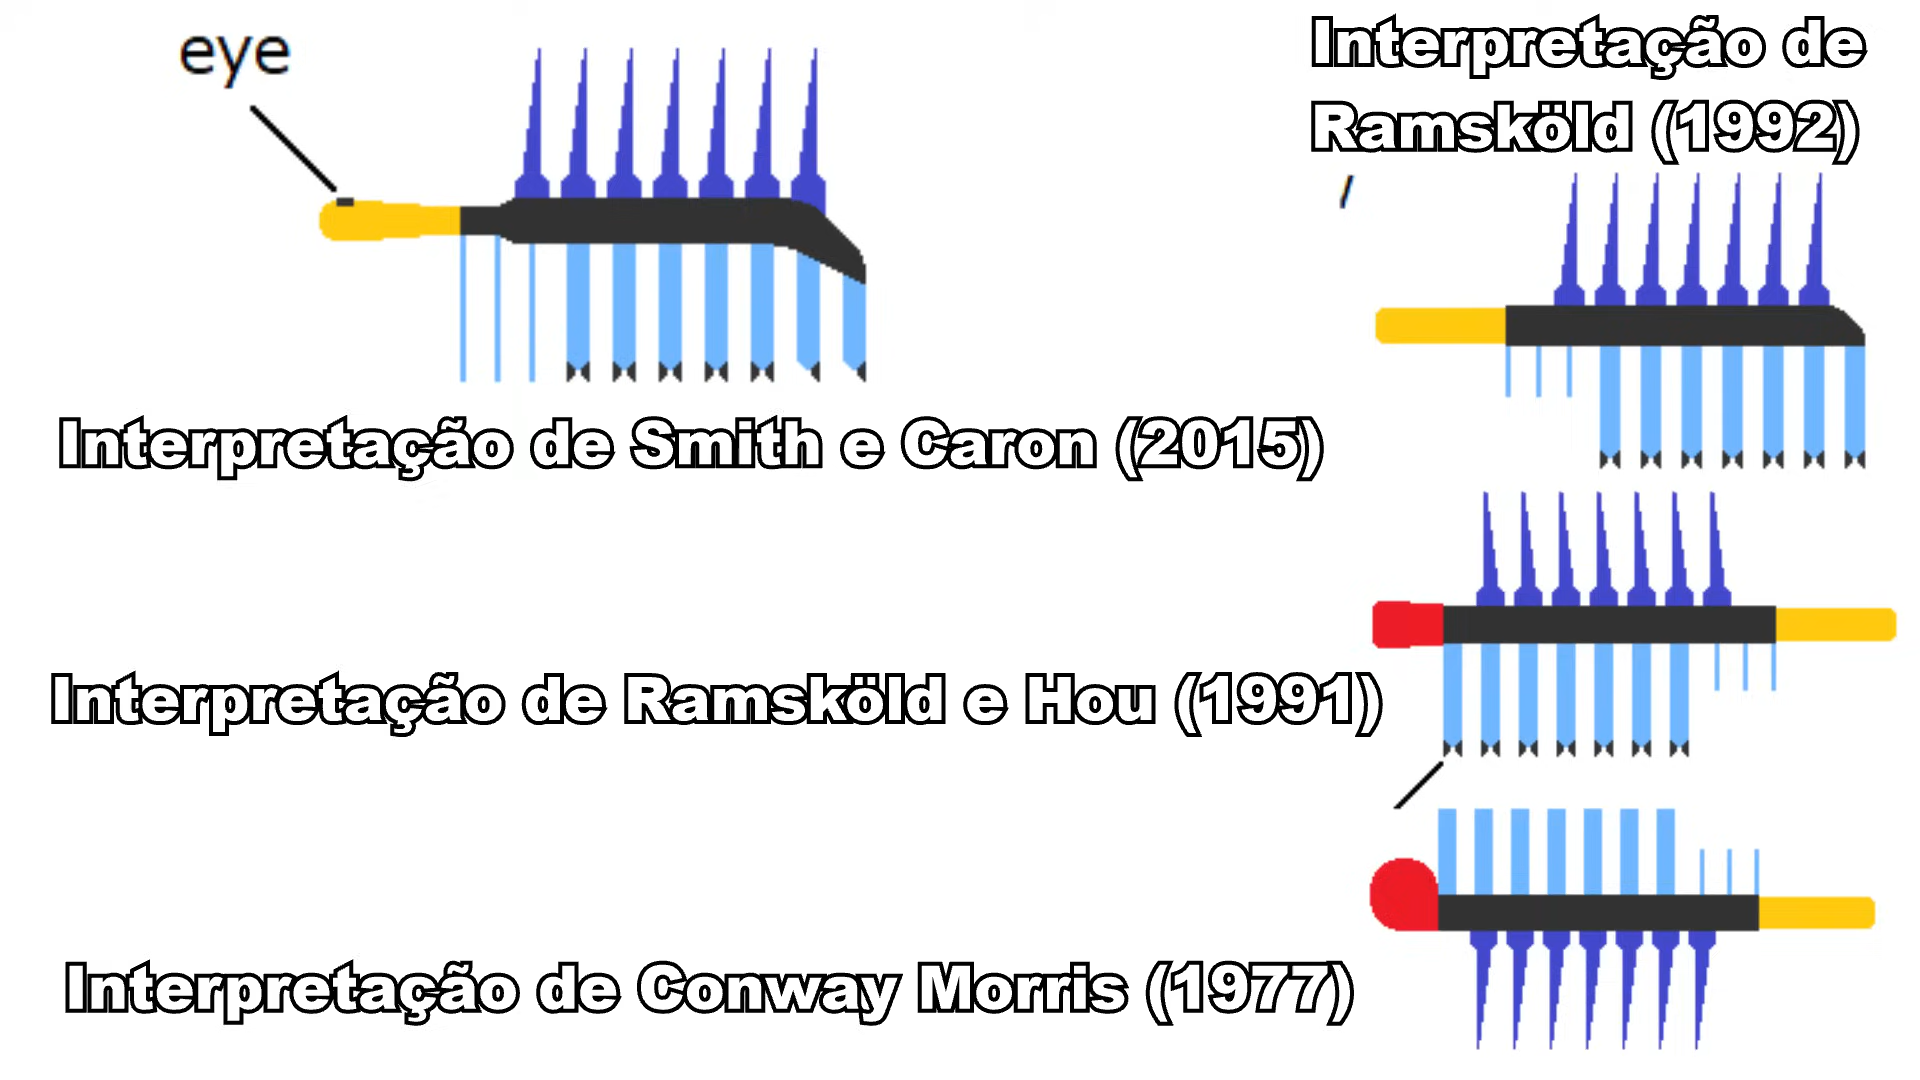 eye
Interpretação de
Ramsköld (1992)
Interpretação de Smith e Caron (2015)
Interpretação de Ramsköld e Hou (1991)
Interpretação de Conway Morris (1977)